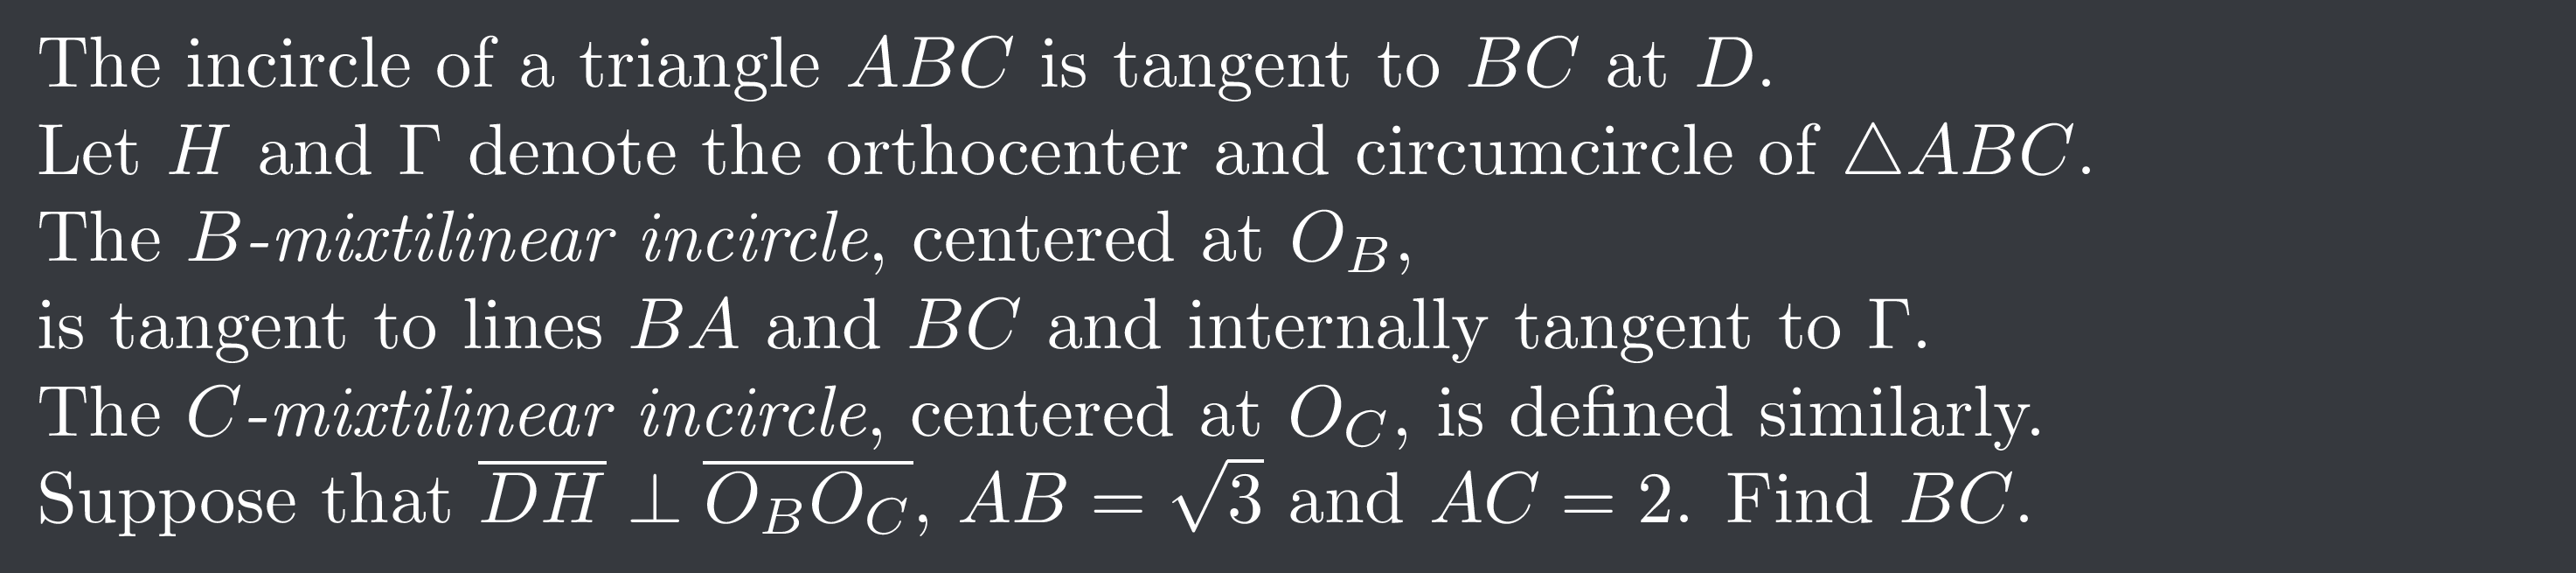 The incircle of a triangle ABC is tangent to BC at D.
Let H and Γ denote the orthocenter and circumcircle of △ABC.
The B-mixtilinear incircle, centered at O_B,
is tangent to lines BA and BC and internally tangent to Γ.
The C-mixtilinear incircle, centered at O_C, is defined similarly.
Suppose that \overline{DH} ⊥ \overline{O_BO_C}, AB = √3 and AC = 2. Find BC.